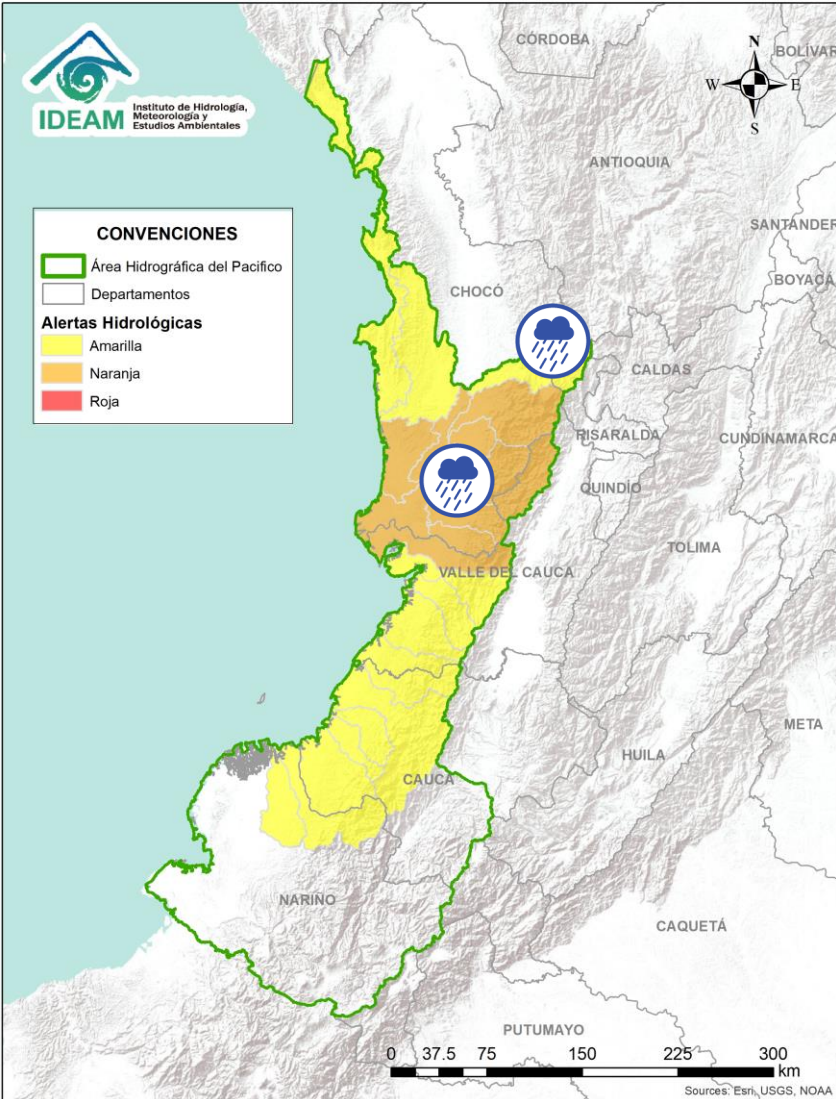 IDEAM
Instituto de Hidrología,
Meteorología y
Estudios Ambientales
N
W
E
S
CÓRDOBA
BOLÍVAR
ANTIOQUIA
SANTANDER
BOYACÁ
CHOCÓ
CALDAS
RISARALDA
CUNDINAMARCA
QUINDÍO
TOLIMA
VALLE DEL CAUCA
META
HUILA
CAUCA
NARIÑO
CAQUETÁ
PUTUMAYO
CONVENCIONES
Área Hidrográfica del Pacifico
Departamentos
Alertas Hidrológicas
Amarilla
Naranja
Roja
0 37.5 75 150 225 300
km
Sources: Esri, USGS, NOAA